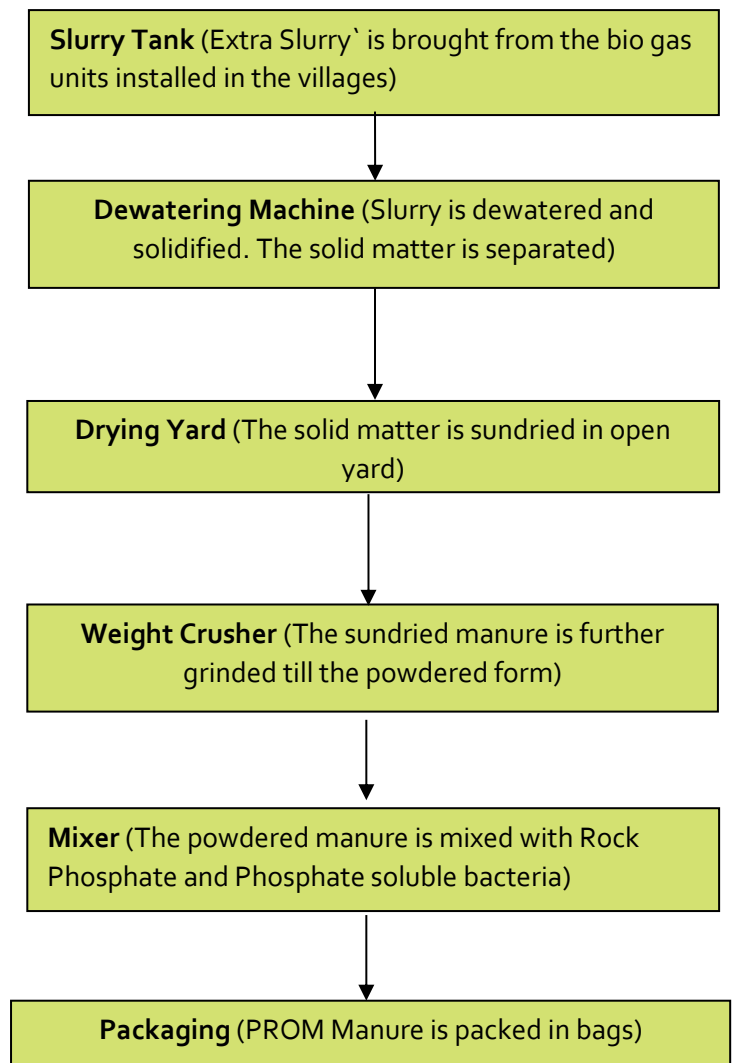 Slurry Tank (Extra Slurry` is brought from the bio gas
units installed in the villages)
Dewatering Machine (Slurry is dewatered and
solidified. The solid matter is separated)
Drying Yard (The solid matter is sundried in open
yard)
Weight Crusher (The sundried manure is further
grinded till the powdered form)
Mixer (The powdered manure is mixed with Rock
Phosphate and Phosphate soluble bacteria)
Packaging (PROM Manure is packed in bags)